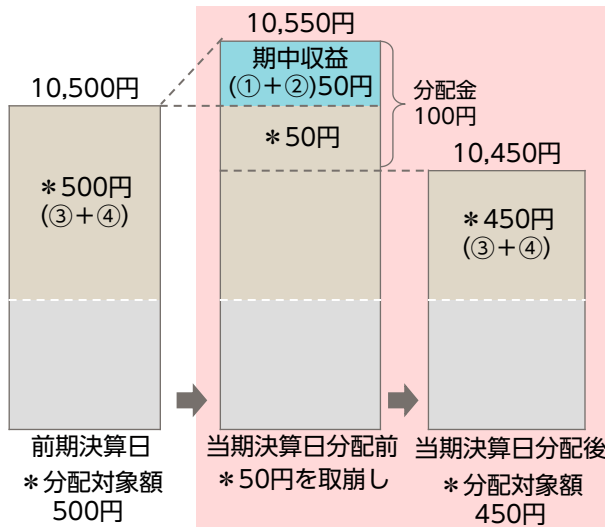 10,500円
＊500円
(③＋④)
前期決算日
＊分配対象額
500円
10,550円
期中収益
(①＋②)50円
＊50円
分配金
100円
当期決算日分配前
＊50円を取崩し
10,450円
＊450円
(③＋④)
当期決算日分配後
＊分配対象額
450円